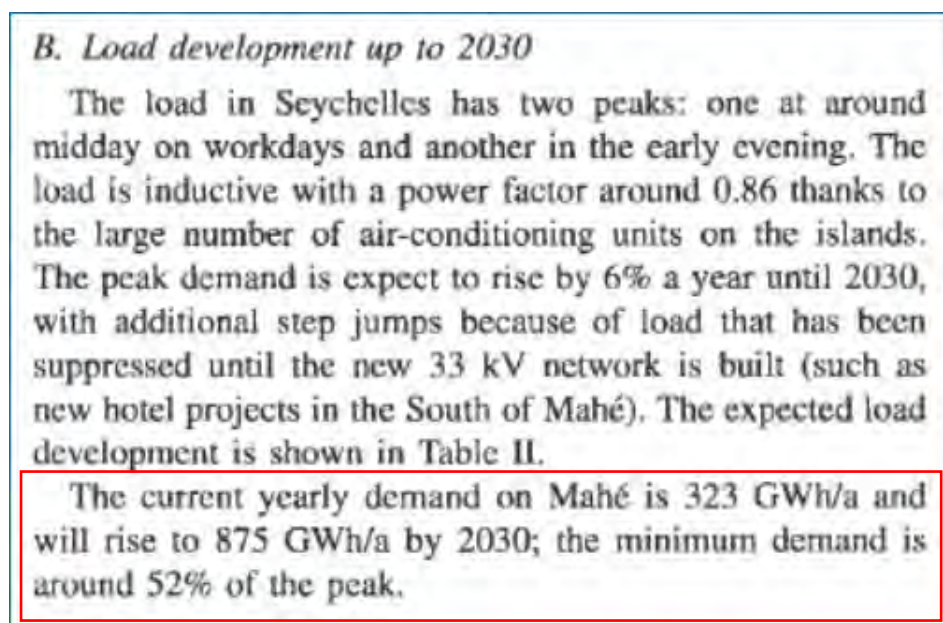 B. Load development up to 2030
The load in Seychelles has two peaks: one at around
midday on workdays and another in the early evening. The
load is inductive with a power factor around 0.86 thanks to
the large number of air-conditioning units on the islands.
The peak demand is expect to rise by 6% a year until 2030,
with additional step jumps because of load that has been
suppressed until the new 33 kV network is built (such as
new hotel projects in the South of Mahé). The expected load
development is shown in Table II.
The current yearly demand on Mahé is 323 GWh/a and
will rise to 875 GWh/a by 2030; the minimum demand is
around 52% of the peak.